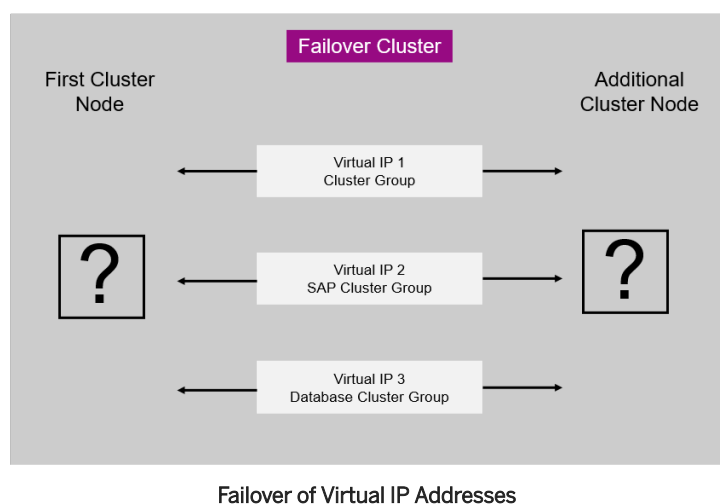 Failover Cluster
First Cluster
Node
Additional
Cluster Node
Virtual IP 1
Cluster Group
?
Virtual IP 2
SAP Cluster Group
?
Virtual IP 3
Database Cluster Group
Failover of Virtual IP Addresses